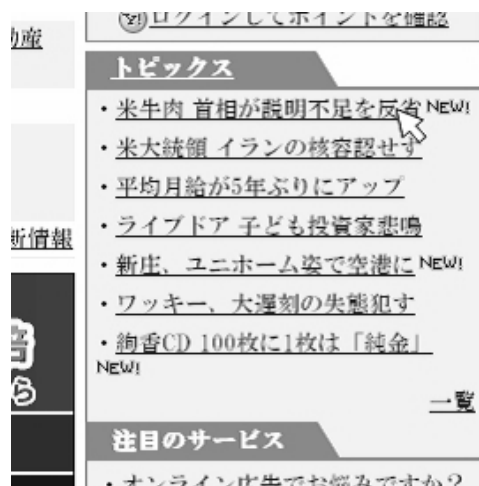 ログインしてポイントを確認
動産
トピックス
・米牛肉 首相が説明不足を反省 NEW!
・米大統領 イランの核容認せず
・平均月給が5年ぶりにアップ
・ライブドア 子ども投資家悲鳴
新情報
・新庄、ユニホーム姿で空港に NEW!
・ワッキー、大遅刻の失態犯す
・絢香CD 100枚に1枚は「純金」
NEW!
ら
一覧
注目のサービス
・オンライン広告でお悩みですか?